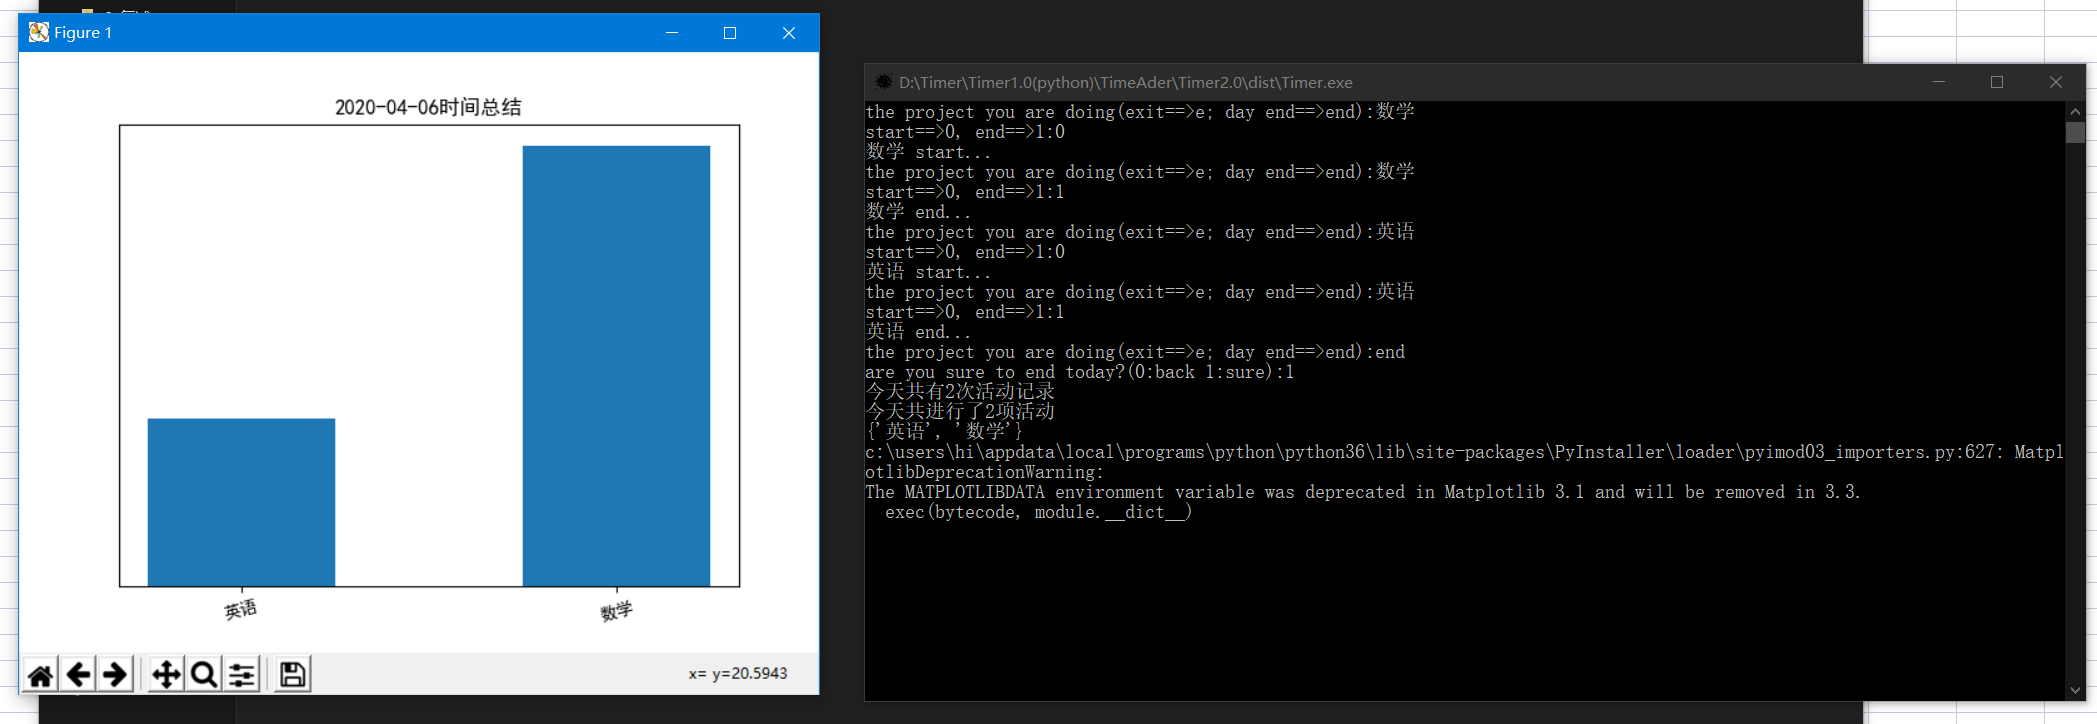 Figure 1
2020-04-06时间总结
英语
数学
x= y=20.5943
D:\Timer\Timer1.0(python)\TimeAder\Timer2.0\dist\Timer.exe
the project you are doing(exit==>e; day end==>end):数学
start==>0, end==>1:0
数学 start...
the project you are doing(exit==>e; day end==>end):数学
start==>0, end==>1:1
数学 end...
the project you are doing(exit==>e; day end==>end):英语
start==>0, end==>1:0
英语 start...
the project you are doing(exit==>e; day end==>end):英语
start==>0, end==>1:1
英语 end...
the project you are doing(exit==>e; day end==>end):end
are you sure to end today?(0:back 1:sure):1
今天共有2次活动记录
今天共进行了2项活动
{'英语', '数学'}
c:\users\hi\appdata\local\programs\python\python36\lib\site-packages\PyInstaller\loader\pyimod03_importers.py:627: Matpl
otlibDeprecationWarning:
The MATPLOTLIBDATA environment variable was deprecated in Matplotlib 3.1 and will be removed in 3.3.
  exec(bytecode, module.__dict__)